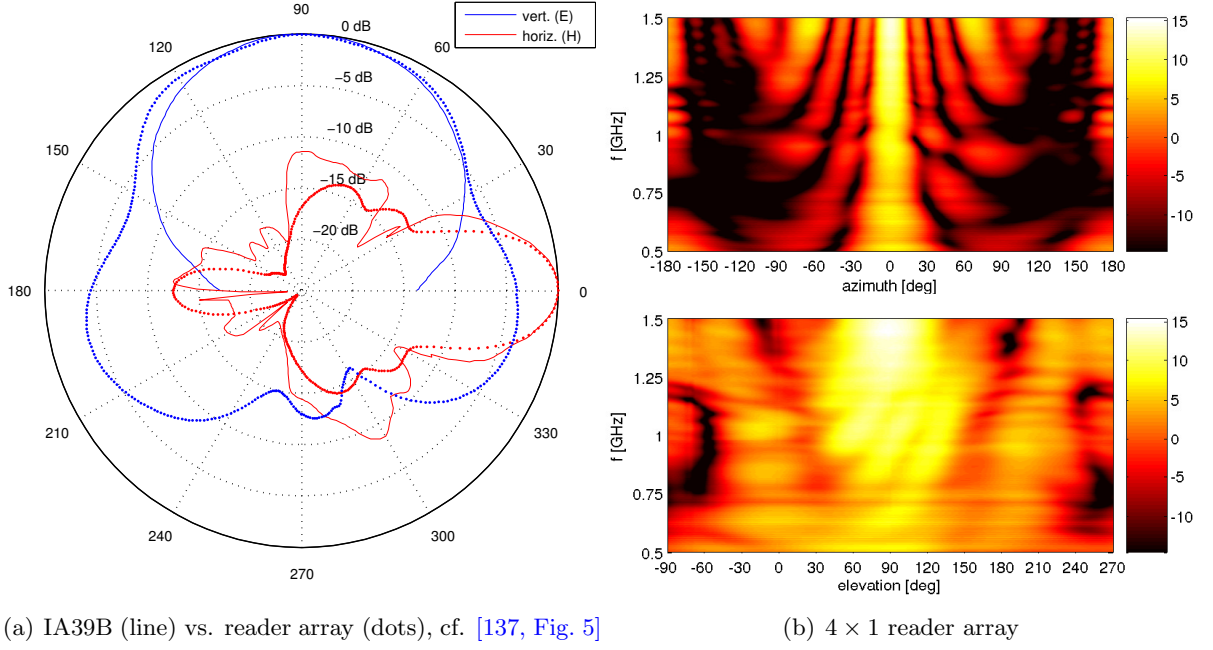 90
0 dB
120
60
vert. (E)
horiz. (H)
−5 dB
−10 dB
150
30
−15 dB
−20 dB
180
0
210
330
240
300
270
1.5
1.25
1
0.75
0.5
f [GHz]
-180 -150 -120 -90 -60 -30 0 30 60 90 120 150 180
azimuth [deg]
15
10
5
0
-5
-10
1.5
1.25
1
0.75
0.5
f [GHz]
-90 -60 -30 0 30 60 90 120 150 180 210 240 270
elevation [deg]
15
10
5
0
-5
-10
(a) IA39B (line) vs. reader array (dots), cf. [137, Fig. 5]
(b) 4 × 1 reader array